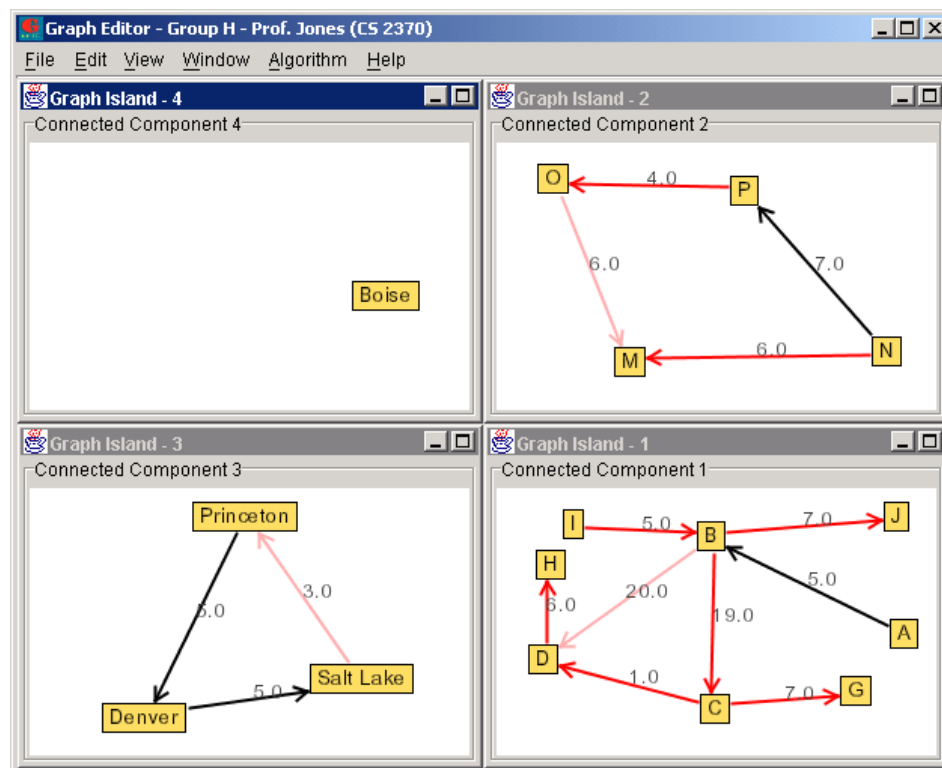 Graph Editor - Group H - Prof. Jones (CS 2370)
File Edit View Window Algorithm Help
Graph Island - 4
Connected Component 4
Boise
Graph Island - 2
Connected Component 2
O
4.0
P
6.0
7.0
M
6.0
N
Graph Island - 3
Connected Component 3
Princeton
5.0
3.0
5.0
Salt Lake
Denver
Graph Island - 1
Connected Component 1
I
5.0
B
7.0
J
H
5.0
6.0
20.0
19.0
A
D
1.0
C
7.0
G